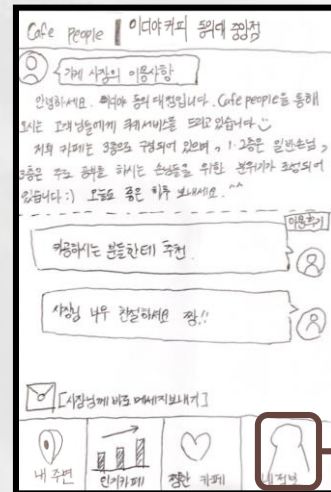 Cafe people | 이디야커피 동의대 중앙점
가게 사장의 이용사항
안녕하세요. 이디야 동의대점입니다. Cafe people을 통해
오시는 고객님들에게 쿠키서비스를 드리고 있습니다
저희 카페는 3층으로 구성되어 있으며, 1·2층은 일반손님,
3층은 주로 공부를 하시는 손님들을 위한 분위기가 조성되어
있습니다 :) 오늘도 좋은 하루 보내세요. ^^
이용후기
카공하시는 분들한테 추천.
사장님 너무 친절하세요 짱!!
[사장님께 바로 메세지보내기]
내 주변
인기카페
찜한 카페
내정보